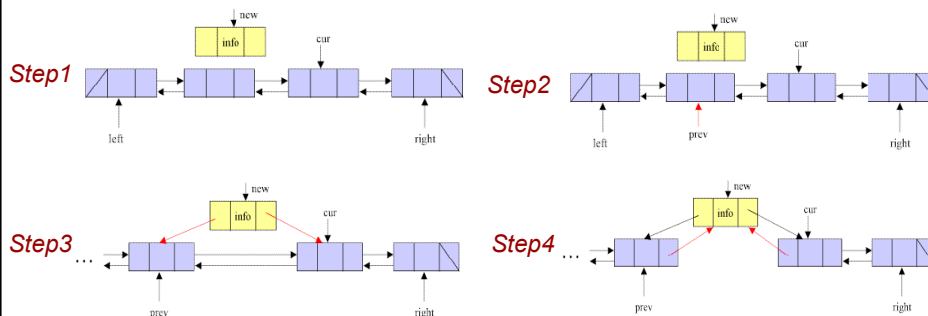 new
info
cur
Step1
left
right
new
info
cur
Step2
prev
left
right
new
info
cur
Step3
...
prev
right
new
info
cur
Step4
...
prev
right